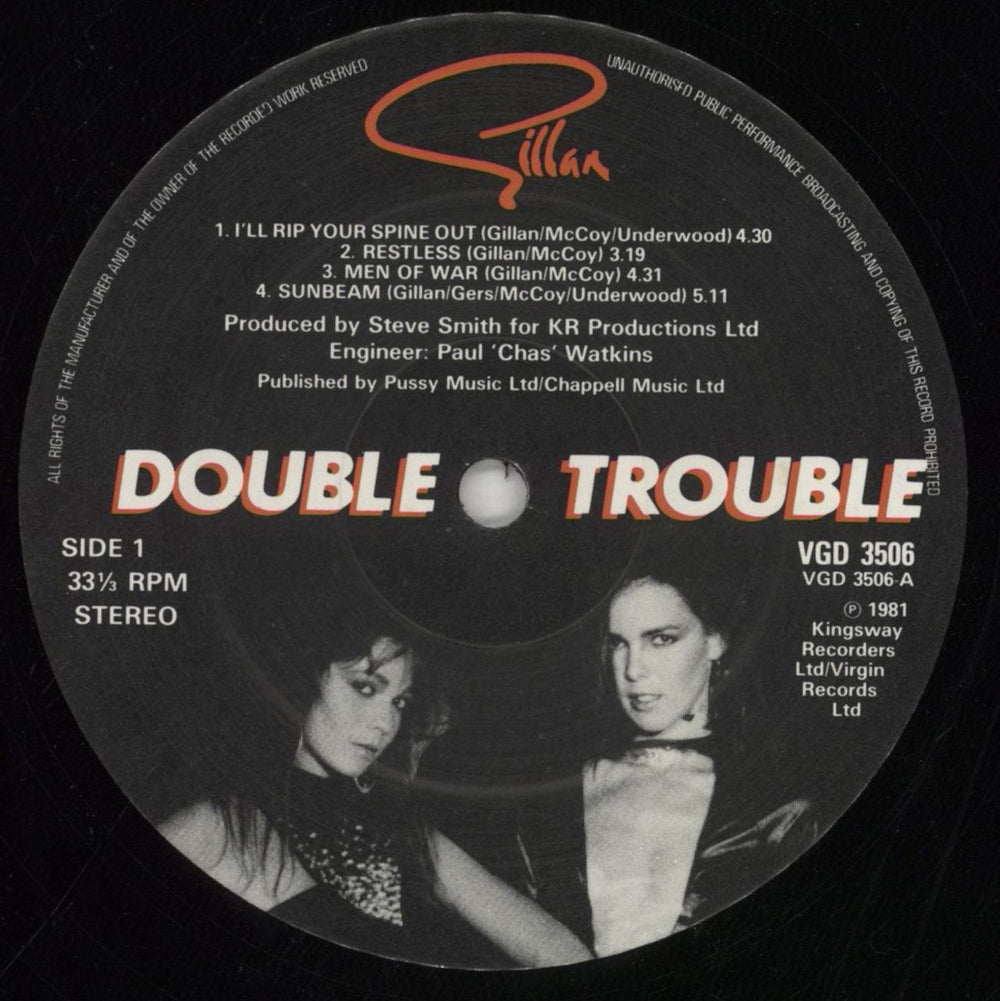 ALL RIGHTS OF THE MANUFACTURER AND OF THE OWNER OF THE RECORDED WORK RESERVED
UNAUTHORISED PUBLIC PERFORMANCE BROADCASTING AND COPYING OF THIS RECORD PROHIBITED
Gillan
1. I'LL RIP YOUR SPINE OUT (Gillan/McCoy/Underwood) 4.30
2. RESTLESS (Gillan/McCoy) 3.19
3. MEN OF WAR (Gillan/McCoy) 4.31
4. SUNBEAM (Gillan/Gers/McCoy/Underwood) 5.11
Produced by Steve Smith for KR Productions Ltd
Engineer: Paul 'Chas' Watkins
Published by Pussy Music Ltd/Chappell Music Ltd
DOUBLE TROUBLE
SIDE 1
33⅓ RPM
STEREO
VGD 3506
VGD 3506-A
℗ 1981
Kingsway
Recorders
Ltd/Virgin
Records
Ltd